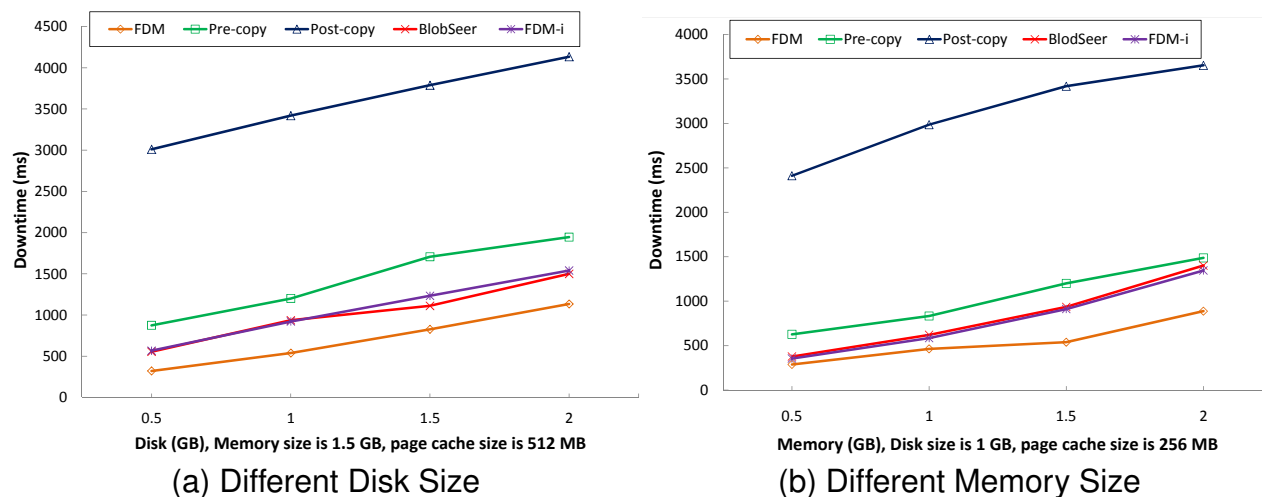 FDM Pre-copy Post-copy BlobSeer FDM-i
4500
4000
3500
3000
2500
2000
1500
1000
500
0
Downtime (ms)
0.5 1 1.5 2
Disk (GB), Memory size is 1.5 GB, page cache size is 512 MB
(a) Different Disk Size
FDM Pre-copy Post-copy BlodSeer FDM-i
4000
3500
3000
2500
2000
1500
1000
500
0
Downtime (ms)
0.5 1 1.5 2
Memory (GB), Disk size is 1 GB, page cache size is 256 MB
(b) Different Memory Size